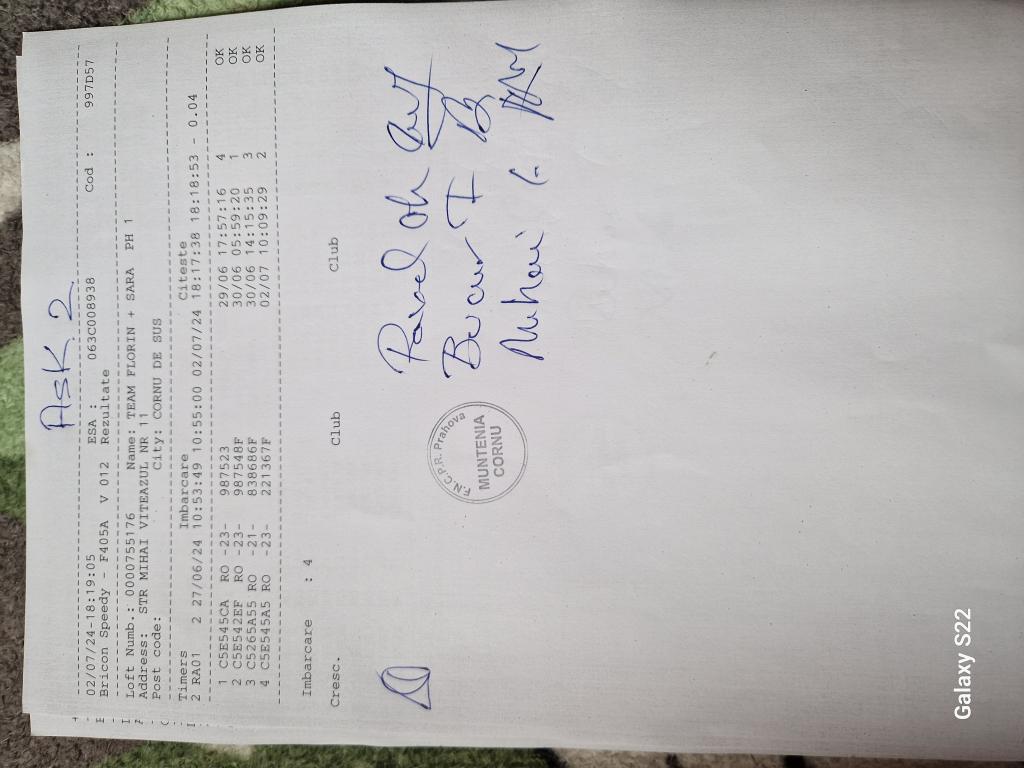 ASK 2
02/07/24-18:19:05 ESA : 063C008938 Cod : 997D57
Bricon Speedy - F405A V 012 Rezultate
Loft Numb.: 0000755176 Name: TEAM FLORIN + SARA PH 1
Address: STR MIHAI VITEAZUL NR 11
Post code: City: CORNU DE SUS
Timers Imbarcare Citeste
2 RA01 2 27/06/24 10:53:49 10:55:00 02/07/24 18:17:38 18:18:53 - 0.04
1 C5E545CA RO -23- 987523 29/06 17:57:16 4 OK
2 C5E542EF RO -23- 987548F 30/06 05:59:20 1 OK
3 C5265A55 RO -21- 838686F 30/06 14:15:35 3 OK
4 C5E545A5 RO -23- 221367F 02/07 10:09:29 2 OK
Imbarcare : 4
Cresc. Club Club
F.N.C.P.R. Prahova
MUNTENIA
CORNU
Pavel Gh
Bucur I
Mihai C.
Galaxy S22